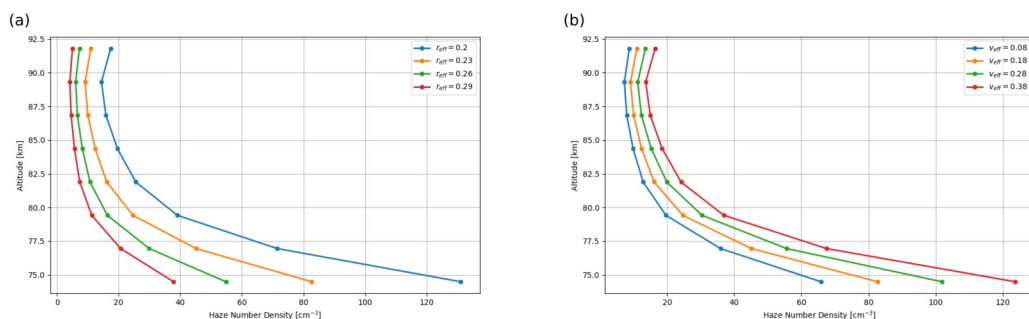 (a)
92.5
90.0
87.5
85.0
82.5
80.0
77.5
75.0
Altitude [km]
0 20 40 60 80 100 120
Haze Number Density [cm⁻³]
r_eff = 0.2
r_eff = 0.23
r_eff = 0.26
r_eff = 0.29
(b)
92.5
90.0
87.5
85.0
82.5
80.0
77.5
75.0
Altitude [km]
20 40 60 80 100 120
Haze Number Density [cm⁻³]
v_eff = 0.08
v_eff = 0.18
v_eff = 0.28
v_eff = 0.38